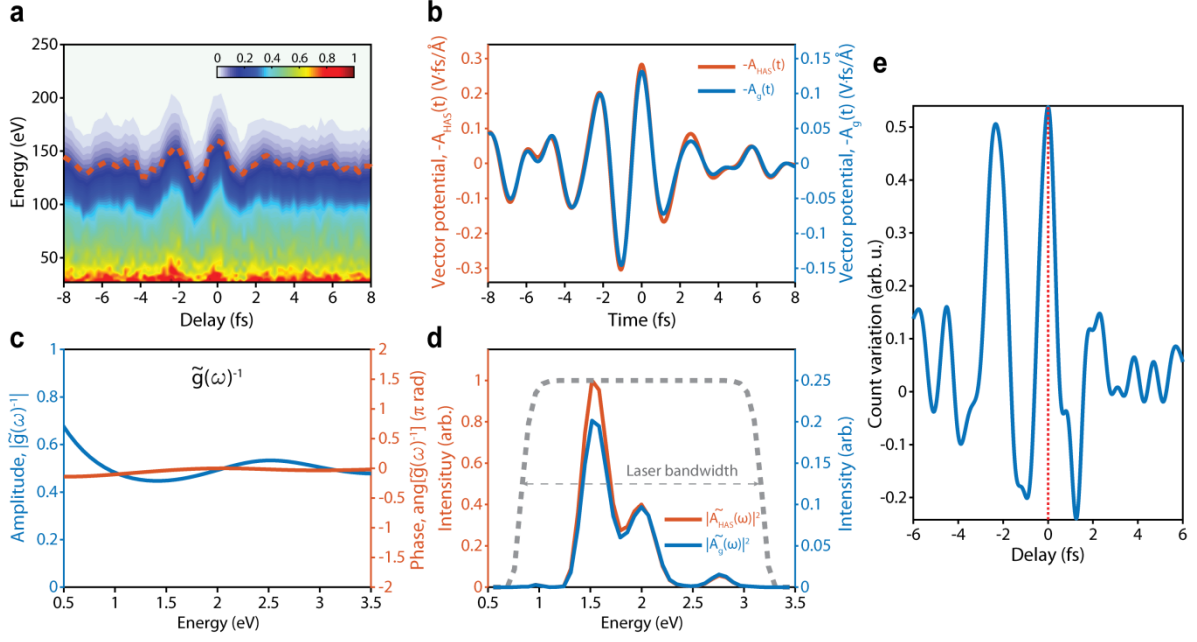 a
250
200
150
100
50
Energy (eV)
0 0.2 0.4 0.6 0.8 1
-8 -6 -4 -2 0 2 4 6 8
Delay (fs)
b
0.3
0.2
0.1
0
-0.1
-0.2
-0.3
Vector potential, -A_HAS(t) (V·fs/Å)
-A_HAS(t)
-A_g(t)
0.15
0.10
0.05
0
-0.05
-0.10
-0.15
Vector potential, -A_g(t) (V·fs/Å)
-8 -6 -4 -2 0 2 4 6 8
Time (fs)
c
1
0.8
0.6
0.4
0.2
0
Amplitude, |g̃(ω)⁻¹|
g̃(ω)⁻¹
2
1.5
1
0.5
0
-0.5
-1
-1.5
-2
Phase, ang[g̃(ω)⁻¹] (π rad)
0.5 1 1.5 2 2.5 3 3.5
Energy (eV)
d
1
0.8
0.6
0.4
0.2
0
Intensituy (arb.)
Laser bandwidth
|Ã_HAS(ω)|²
|Ã_g(ω)|²
0.25
0.2
0.15
0.1
0.05
0
Intensity (arb.)
0.5 1 1.5 2 2.5 3 3.5
Energy (eV)
e
0.5
0.4
0.3
0.2
0.1
0
-0.1
-0.2
Count variation (arb. u.)
-6 -4 -2 0 2 4 6
Delay (fs)